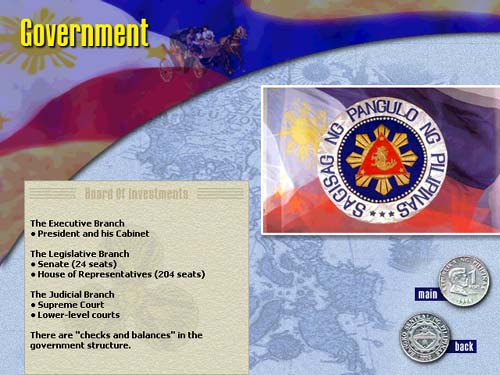 Government
SAGISAG NG PANGULO NG PILIPINAS
Board Of Investments
The Executive Branch
● President and his Cabinet
The Legislative Branch
● Senate (24 seats)
● House of Representatives (204 seats)
The Judicial Branch
● Supreme Court
● Lower-level courts
There are "checks and balances" in the
government structure.
main
1
back